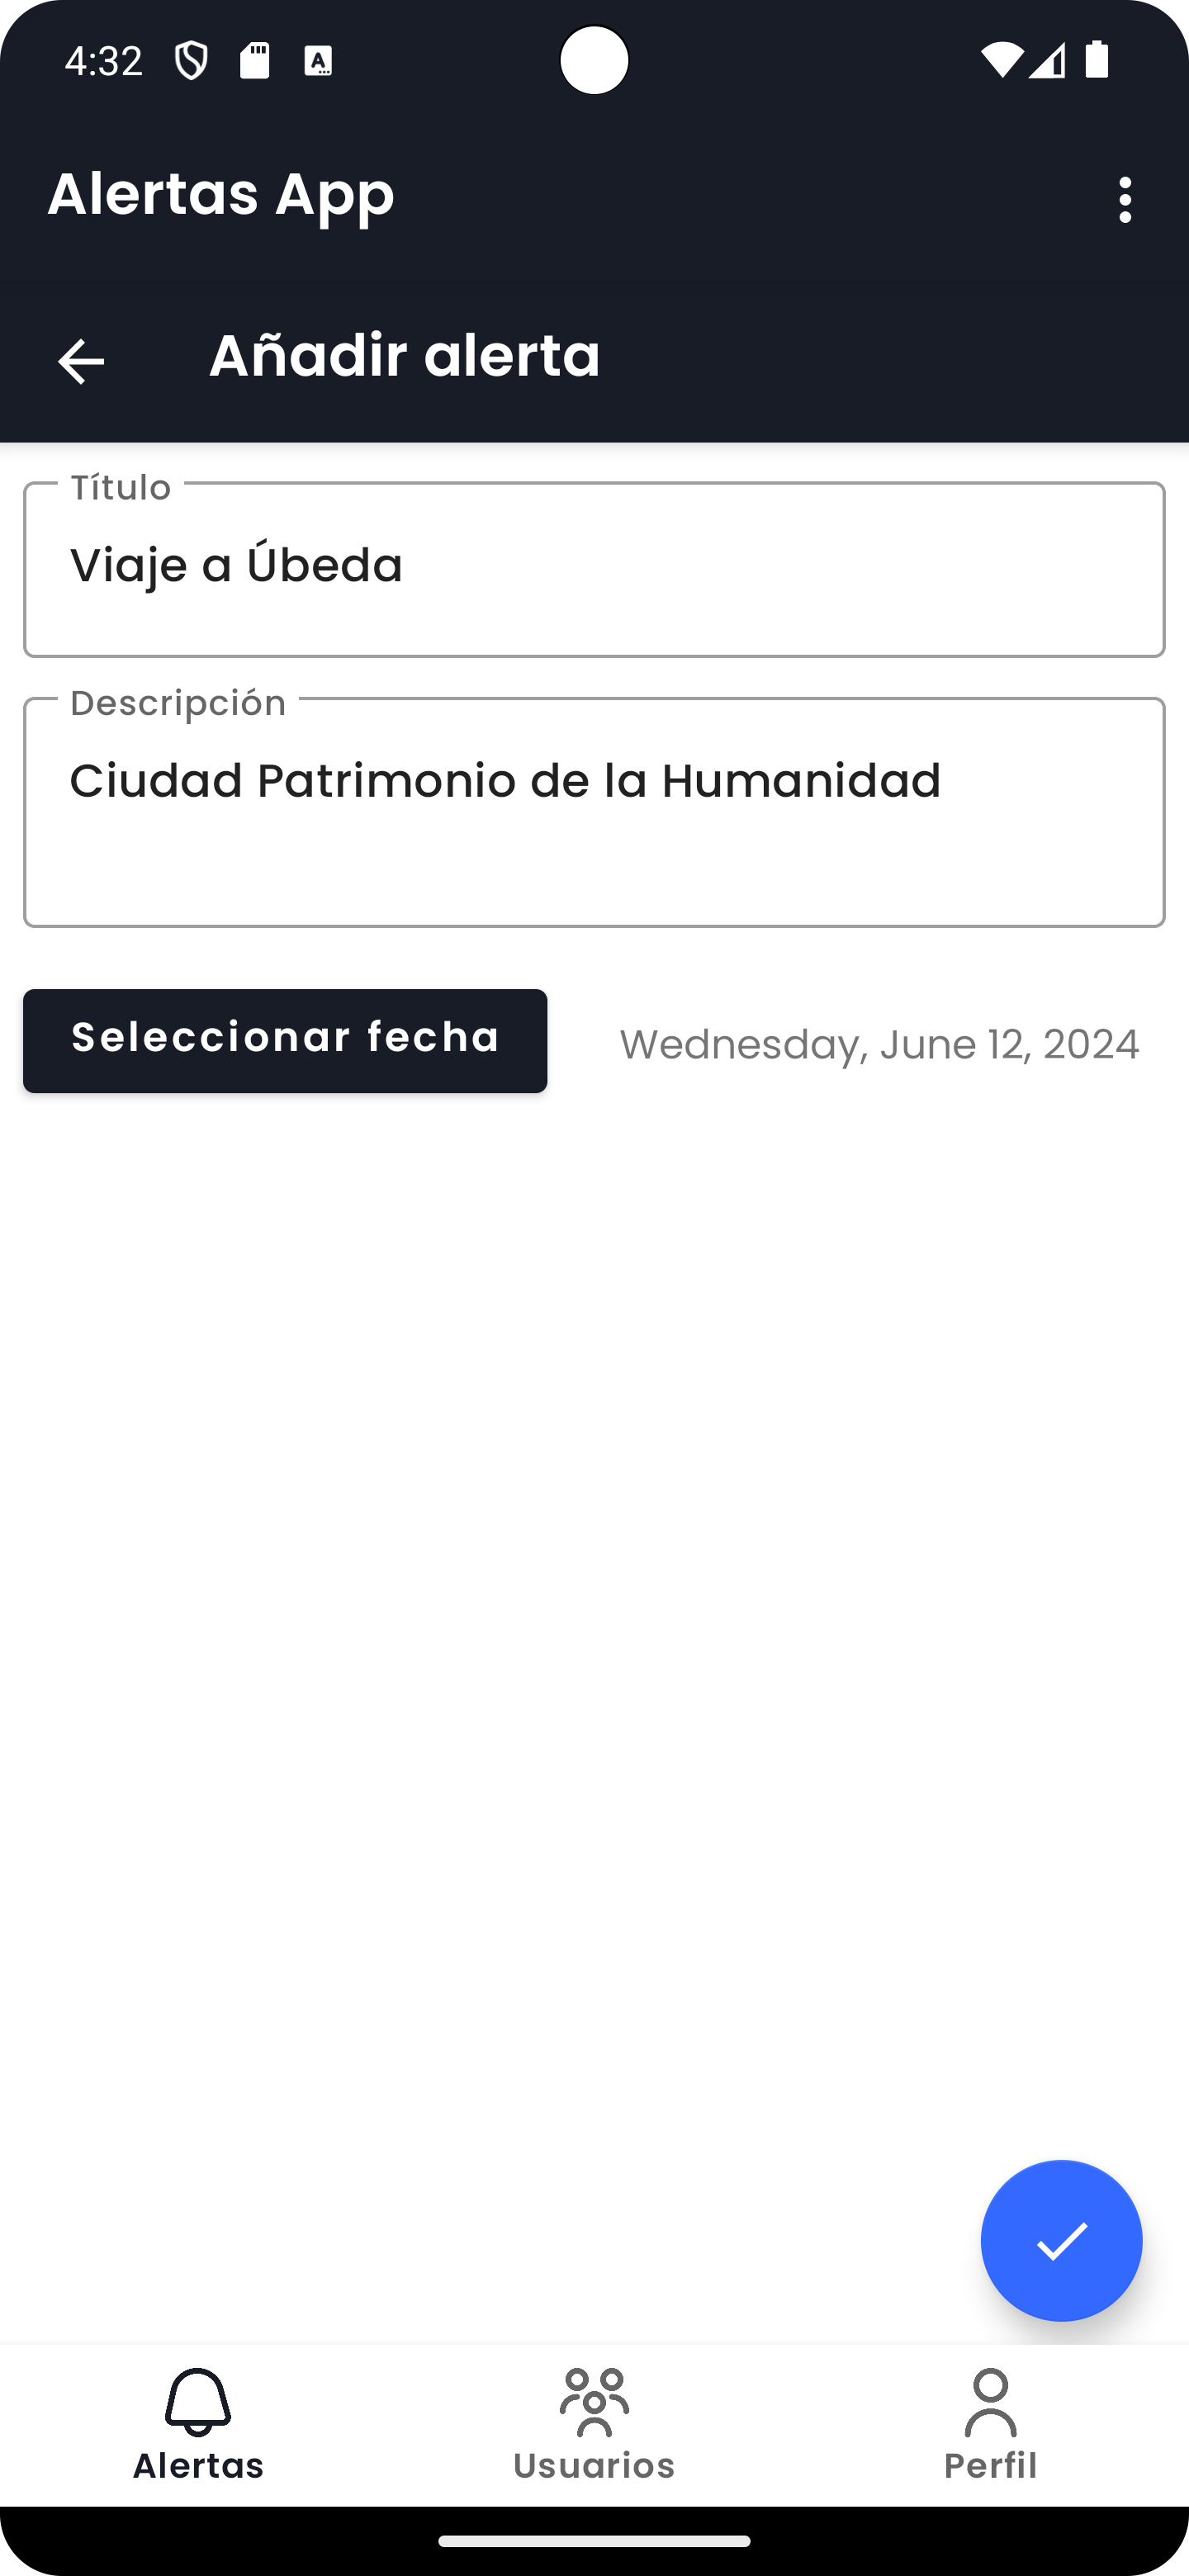 4:32
Alertas App
Añadir alerta
Título
Viaje a Úbeda
Descripción
Ciudad Patrimonio de la Humanidad
Seleccionar fecha
Wednesday, June 12, 2024
Alertas
Usuarios
Perfil